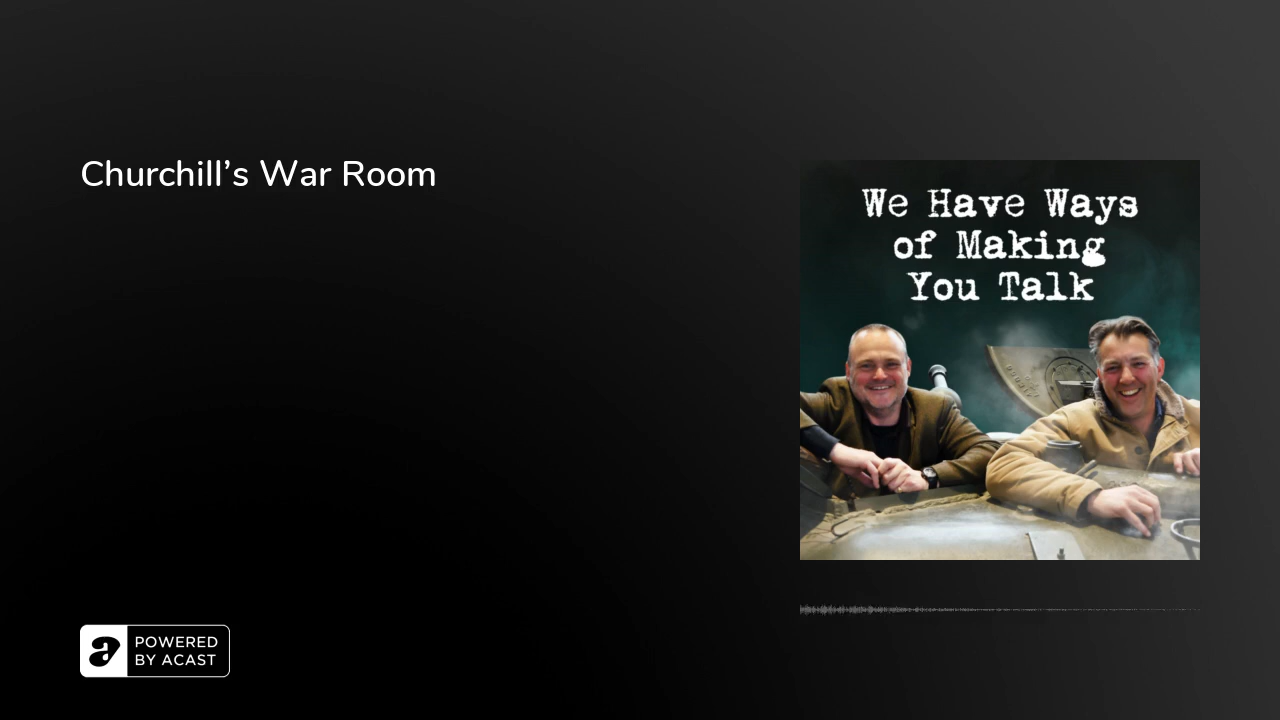 Churchill’s War Room
We Have Ways
of Making
You Talk
POWERED
BY ACAST